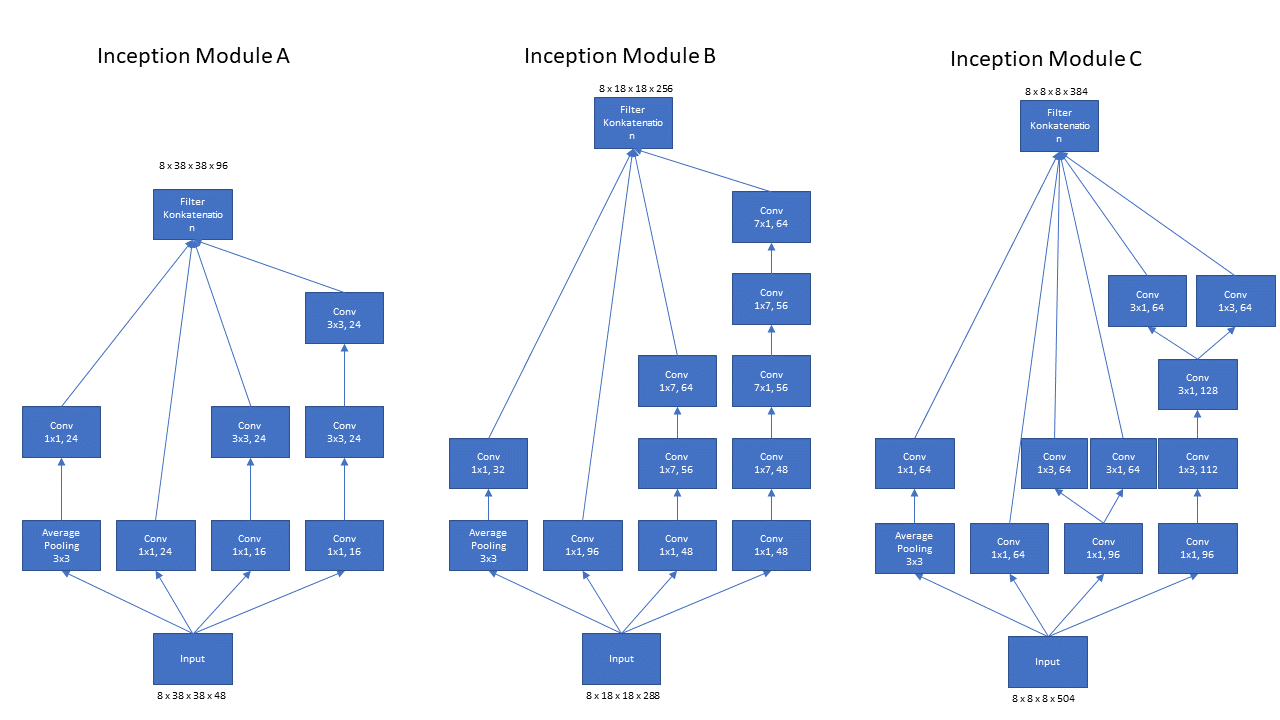 Inception Module A
8 x 38 x 38 x 96
Filter
Konkatenatio
n
Conv
3x3, 24
Conv
1x1, 24
Conv
3x3, 24
Conv
3x3, 24
Average
Pooling
3x3
Conv
1x1, 24
Conv
1x1, 16
Conv
1x1, 16
Input
8 x 38 x 38 x 48
Inception Module B
8 x 18 x 18 x 256
Filter
Konkatenatio
n
Conv
7x1, 64
Conv
1x7, 56
Conv
1x7, 64
Conv
7x1, 56
Conv
1x1, 32
Conv
1x7, 56
Conv
1x7, 48
Average
Pooling
3x3
Conv
1x1, 96
Conv
1x1, 48
Conv
1x1, 48
Input
8 x 18 x 18 x 288
Inception Module C
8 x 8 x 8 x 384
Filter
Konkatenatio
n
Conv
3x1, 64
Conv
1x3, 64
Conv
3x1, 128
Conv
1x1, 64
Conv
1x3, 64
Conv
3x1, 64
Conv
1x3, 112
Average
Pooling
3x3
Conv
1x1, 64
Conv
1x1, 96
Conv
1x1, 96
Input
8 x 8 x 8 x 504